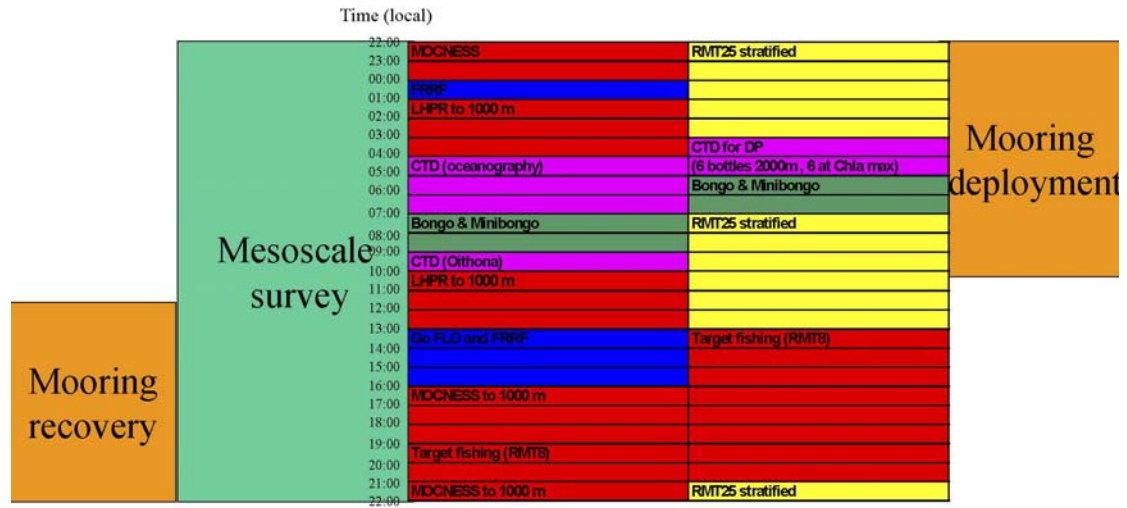 Time (local)
22:00
MOCNESS
RMT25 stratified
23:00
00:00
FRRF
01:00
LHPR to 1000 m
02:00
03:00
CTD for DP
04:00
CTD (oceanography)
(6 bottles 2000m , 6 at Chla max)
05:00
Bongo & Minibongo
06:00
07:00
Bongo & Minibongo
RMT25 stratified
08:00
09:00
CTD (Oithona)
10:00
LHPR to 1000 m
11:00
12:00
13:00
Go FLO and FRRF
Target fishing (RMT8)
14:00
15:00
16:00
MOCNESS to 1000 m
17:00
18:00
19:00
Target fishing (RMT8)
20:00
21:00
MOCNESS to 1000 m
RMT25 stratified
22:00
Mooring
recovery
Mesoscale
survey
Mooring
deployment